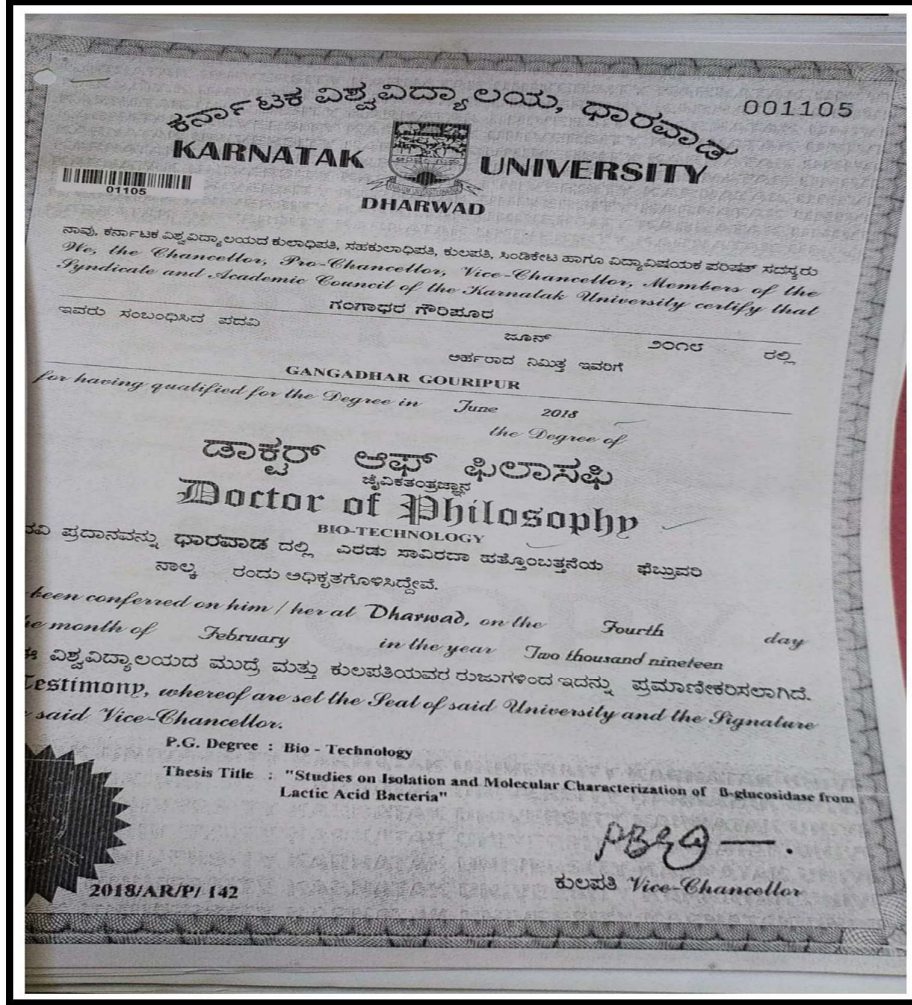 ಕರ್ನಾಟಕ ವಿಶ್ವವಿದ್ಯಾಲಯ, ಧಾರವಾಡ
001105
KARNATAK UNIVERSITY
01105
DHARWAD
ನಾವು, ಕರ್ನಾಟಕ ವಿಶ್ವವಿದ್ಯಾಲಯದ ಕುಲಾಧಿಪತಿ, ಸಹಕುಲಾಧಿಪತಿ, ಕುಲಪತಿ, ಸಿಂಡಿಕೇಟ ಹಾಗೂ ವಿದ್ಯಾವಿಷಯಕ ಪರಿಷತ್ ಸದಸ್ಯರು
We, the Chancellor, Pro-Chancellor, Vice-Chancellor, Members of the
Syndicate and Academic Council of the Karnatak University certify that
ಗಂಗಾಧರ ಗೌರಿಪೂರ
ಇವರು ಸಂಬಂಧಿಸಿದ ಪದವಿ ಜೂನ್ ೨೦೧೮ ರಲ್ಲಿ
ಅರ್ಹರಾದ ನಿಮಿತ್ತ ಇವರಿಗೆ
GANGADHAR GOURIPUR
for having qualified for the Degree in June 2018
the Degree of
ಡಾಕ್ಟರ್ ಆಫ್ ಫಿಲಾಸಫಿ
ಜೈವಿಕತಂತ್ರಜ್ಞಾನ
Doctor of Philosophy
BIO-TECHNOLOGY
ಪ್ರದಾನವನ್ನು ಧಾರವಾಡ ದಲ್ಲಿ ಎರಡು ಸಾವಿರದಾ ಹತ್ತೊಂಬತ್ತನೆಯ ಫೆಬ್ರುವರಿ
ನಾಲ್ಕ ರಂದು ಅಧಿಕೃತಗೊಳಿಸಿದ್ದೇವೆ.
been conferred on him / her at Dharwad, on the Fourth day
month of February in the year Two thousand nineteen
ಈ ವಿಶ್ವವಿದ್ಯಾಲಯದ ಮುದ್ರೆ ಮತ್ತು ಕುಲಪತಿಯವರ ರುಜುಗಳಿಂದ ಇದನ್ನು ಪ್ರಮಾಣೀಕರಿಸಲಾಗಿದೆ.
Testimony, whereof are set the Seal of said University and the Signature
said Vice-Chancellor.
P.G. Degree : Bio - Technology
Thesis Title : "Studies on Isolation and Molecular Characterization of ß-glucosidase from
Lactic Acid Bacteria"
ಕುಲಪತಿ Vice-Chancellor
2018/AR/P/ 142